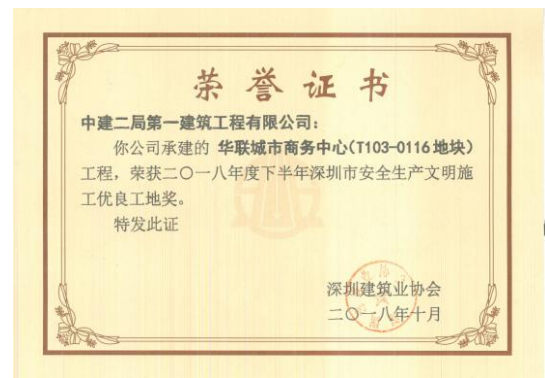 荣誉证书
中建二局第一建筑工程有限公司：
你公司承建的 华联城市商务中心(T103-0116地块)
工程，荣获二〇一八年度下半年深圳市安全生产文明施
工优良工地奖。
特发此证
深圳建筑业协会
二〇一八年十月